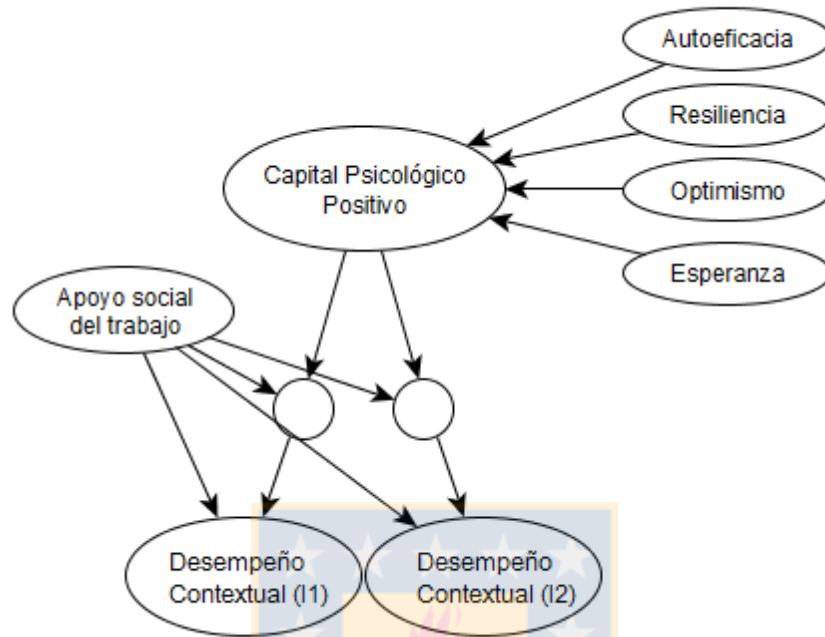 Autoeficacia
Resiliencia
Capital Psicológico
Positivo
Optimismo
Esperanza
Apoyo social
del trabajo
Desempeño
Contextual (I1)
Desempeño
Contextual (I2)